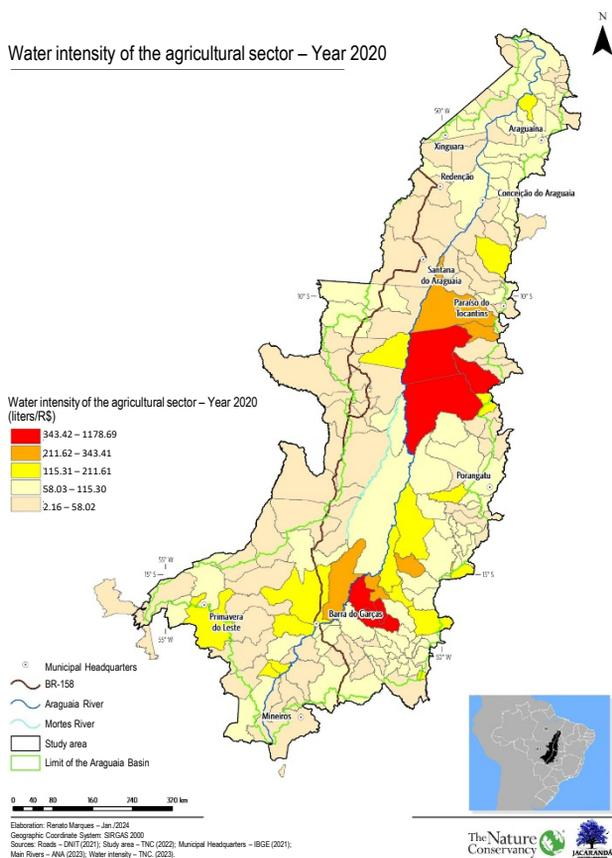 N
Water intensity of the agricultural sector – Year 2020
50° W
Araguaína
Xinguara
Redenção
Conceição do Araguaia
Santana
do Araguaia
10° S
10° S
Paraíso do
Tocantins
Water intensity of the agricultural sector – Year 2020
(liters/R$)
343.42 – 1178.69
211.62 – 343.41
115.31 – 211.61
58.03 – 115.30
2.16 – 58.02
Porangatu
55° W
15° S
15° S
Barra do Garças
Primavera
do Leste
55° W
50° W
Mineiros
Municipal Headquarters
BR-158
Araguaia River
Mortes River
Study area
Limit of the Araguaia Basin
0 40 80 160 240 320 km
Elaboration: Renato Marques – Jan./2024
Geographic Coordinate System: SIRGAS 2000
Sources: Roads – DNIT (2021); Study area – TNC (2022); Municipal Headquarters – IBGE (2021);
Main Rivers – ANA (2023); Water intensity – TNC. (2023).
The Nature
Conservancy
JACARANDÁ